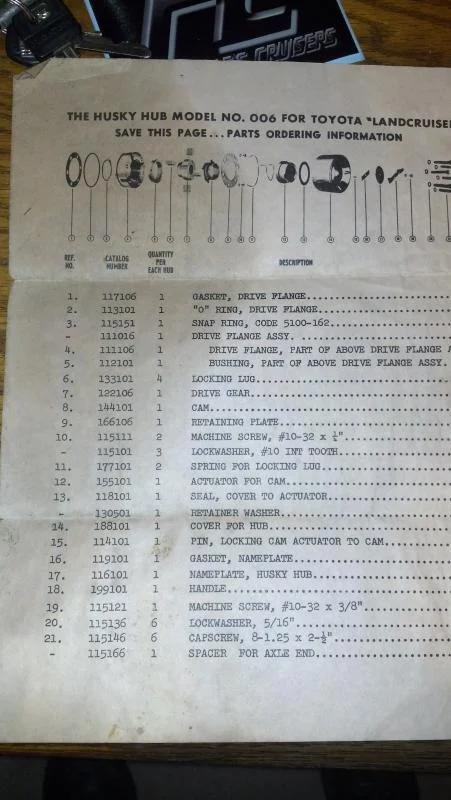 CRUISERS
THE HUSKY HUB MODEL NO. 006 FOR TOYOTA "LANDCRUISER
SAVE THIS PAGE...PARTS ORDERING INFORMATION
REF. NO. CATALOG NUMBER QUANTITY PER EACH HUB DESCRIPTION
1. 117106 1 GASKET, DRIVE FLANGE
2. 113101 1 "O" RING, DRIVE FLANGE
3. 115151 1 SNAP RING, CODE 5100-162
- 111016 1 DRIVE FLANGE ASSY.
4. 111106 1 DRIVE FLANGE, PART OF ABOVE DRIVE FLANGE A
5. 112101 1 BUSHING, PART OF ABOVE DRIVE FLANGE ASSY.
6. 133101 4 LOCKING LUG
7. 122106 1 DRIVE GEAR
8. 144101 1 CAM
9. 166106 1 RETAINING PLATE
10. 115111 2 MACHINE SCREW, #10-32 x ¼"
- 115101 3 LOCKWASHER, #10 INT TOOTH
11. 177101 2 SPRING FOR LOCKING LUG
12. 155101 1 ACTUATOR FOR CAM
13. 118101 1 SEAL, COVER TO ACTUATOR
- 130501 1 RETAINER WASHER
14. 188101 1 COVER FOR HUB
15. 114101 1 PIN, LOCKING CAM ACTUATOR TO CAM
16. 119101 1 GASKET, NAMEPLATE
17. 116101 1 NAMEPLATE, HUSKY HUB
18. 199101 1 HANDLE
19. 115121 1 MACHINE SCREW, #10-32 x 3/8"
20. 115136 6 LOCKWASHER, 5/16"
21. 115146 6 CAPSCREW, 8-1.25 x 2-½"
- 115166 1 SPACER FOR AXLE END